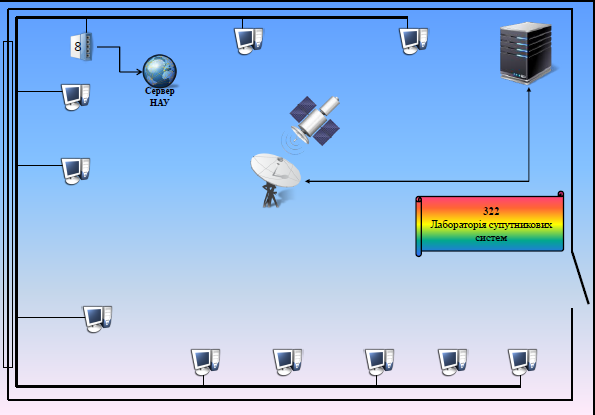 8
Сервер
НАУ
322
Лабораторія супутникових
систем